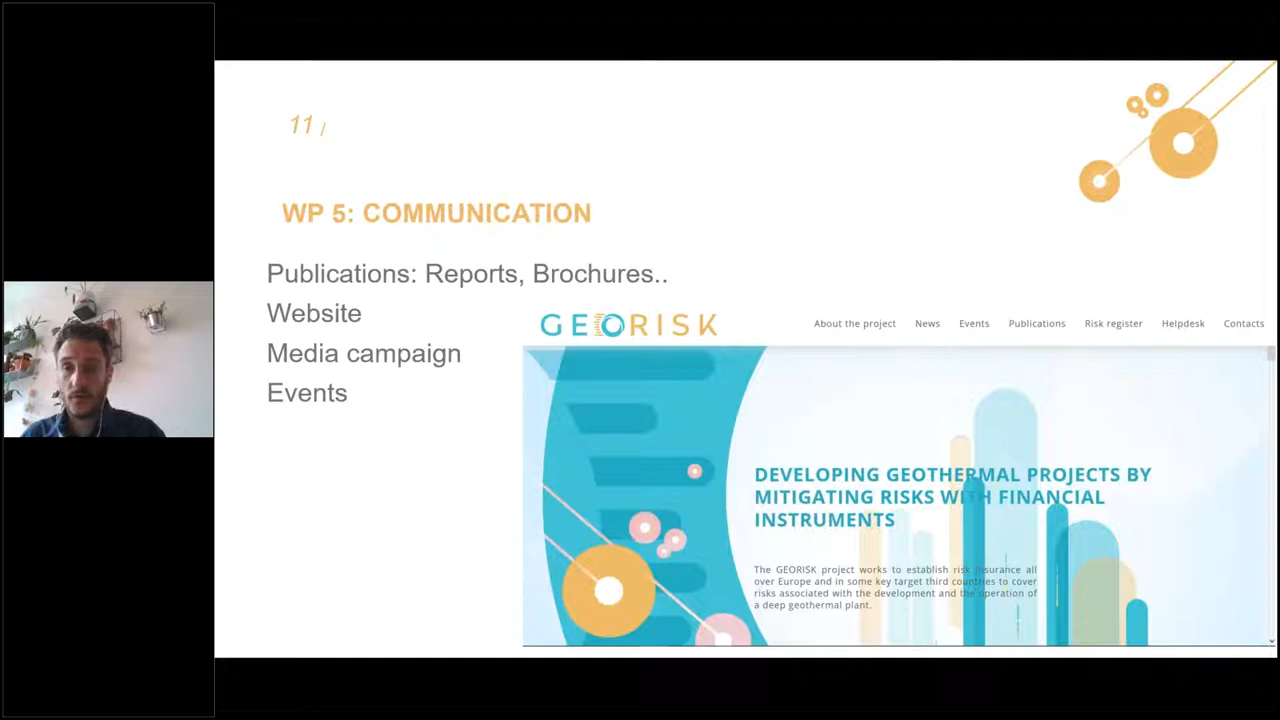 11 /
WP 5: COMMUNICATION
Publications: Reports, Brochures..
Website
Media campaign
Events
GEORISK
About the project News Events Publications Risk register Helpdesk Contacts
DEVELOPING GEOTHERMAL PROJECTS BY
MITIGATING RISKS WITH FINANCIAL
INSTRUMENTS
The GEORISK project works to establish risk insurance all
over Europe and in some key target third countries to cover
risks associated with the development and the operation of
a deep geothermal plant.